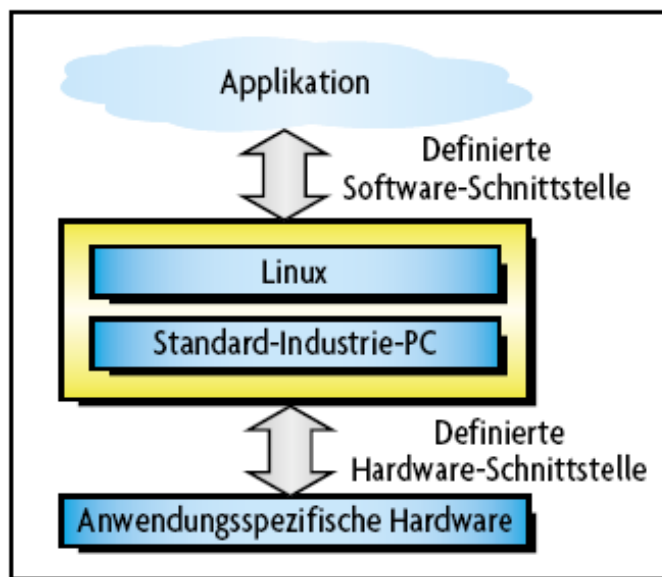 Applikation
Definierte
Software-Schnittstelle
Linux
Standard-Industrie-PC
Definierte
Hardware-Schnittstelle
Anwendungsspezifische Hardware